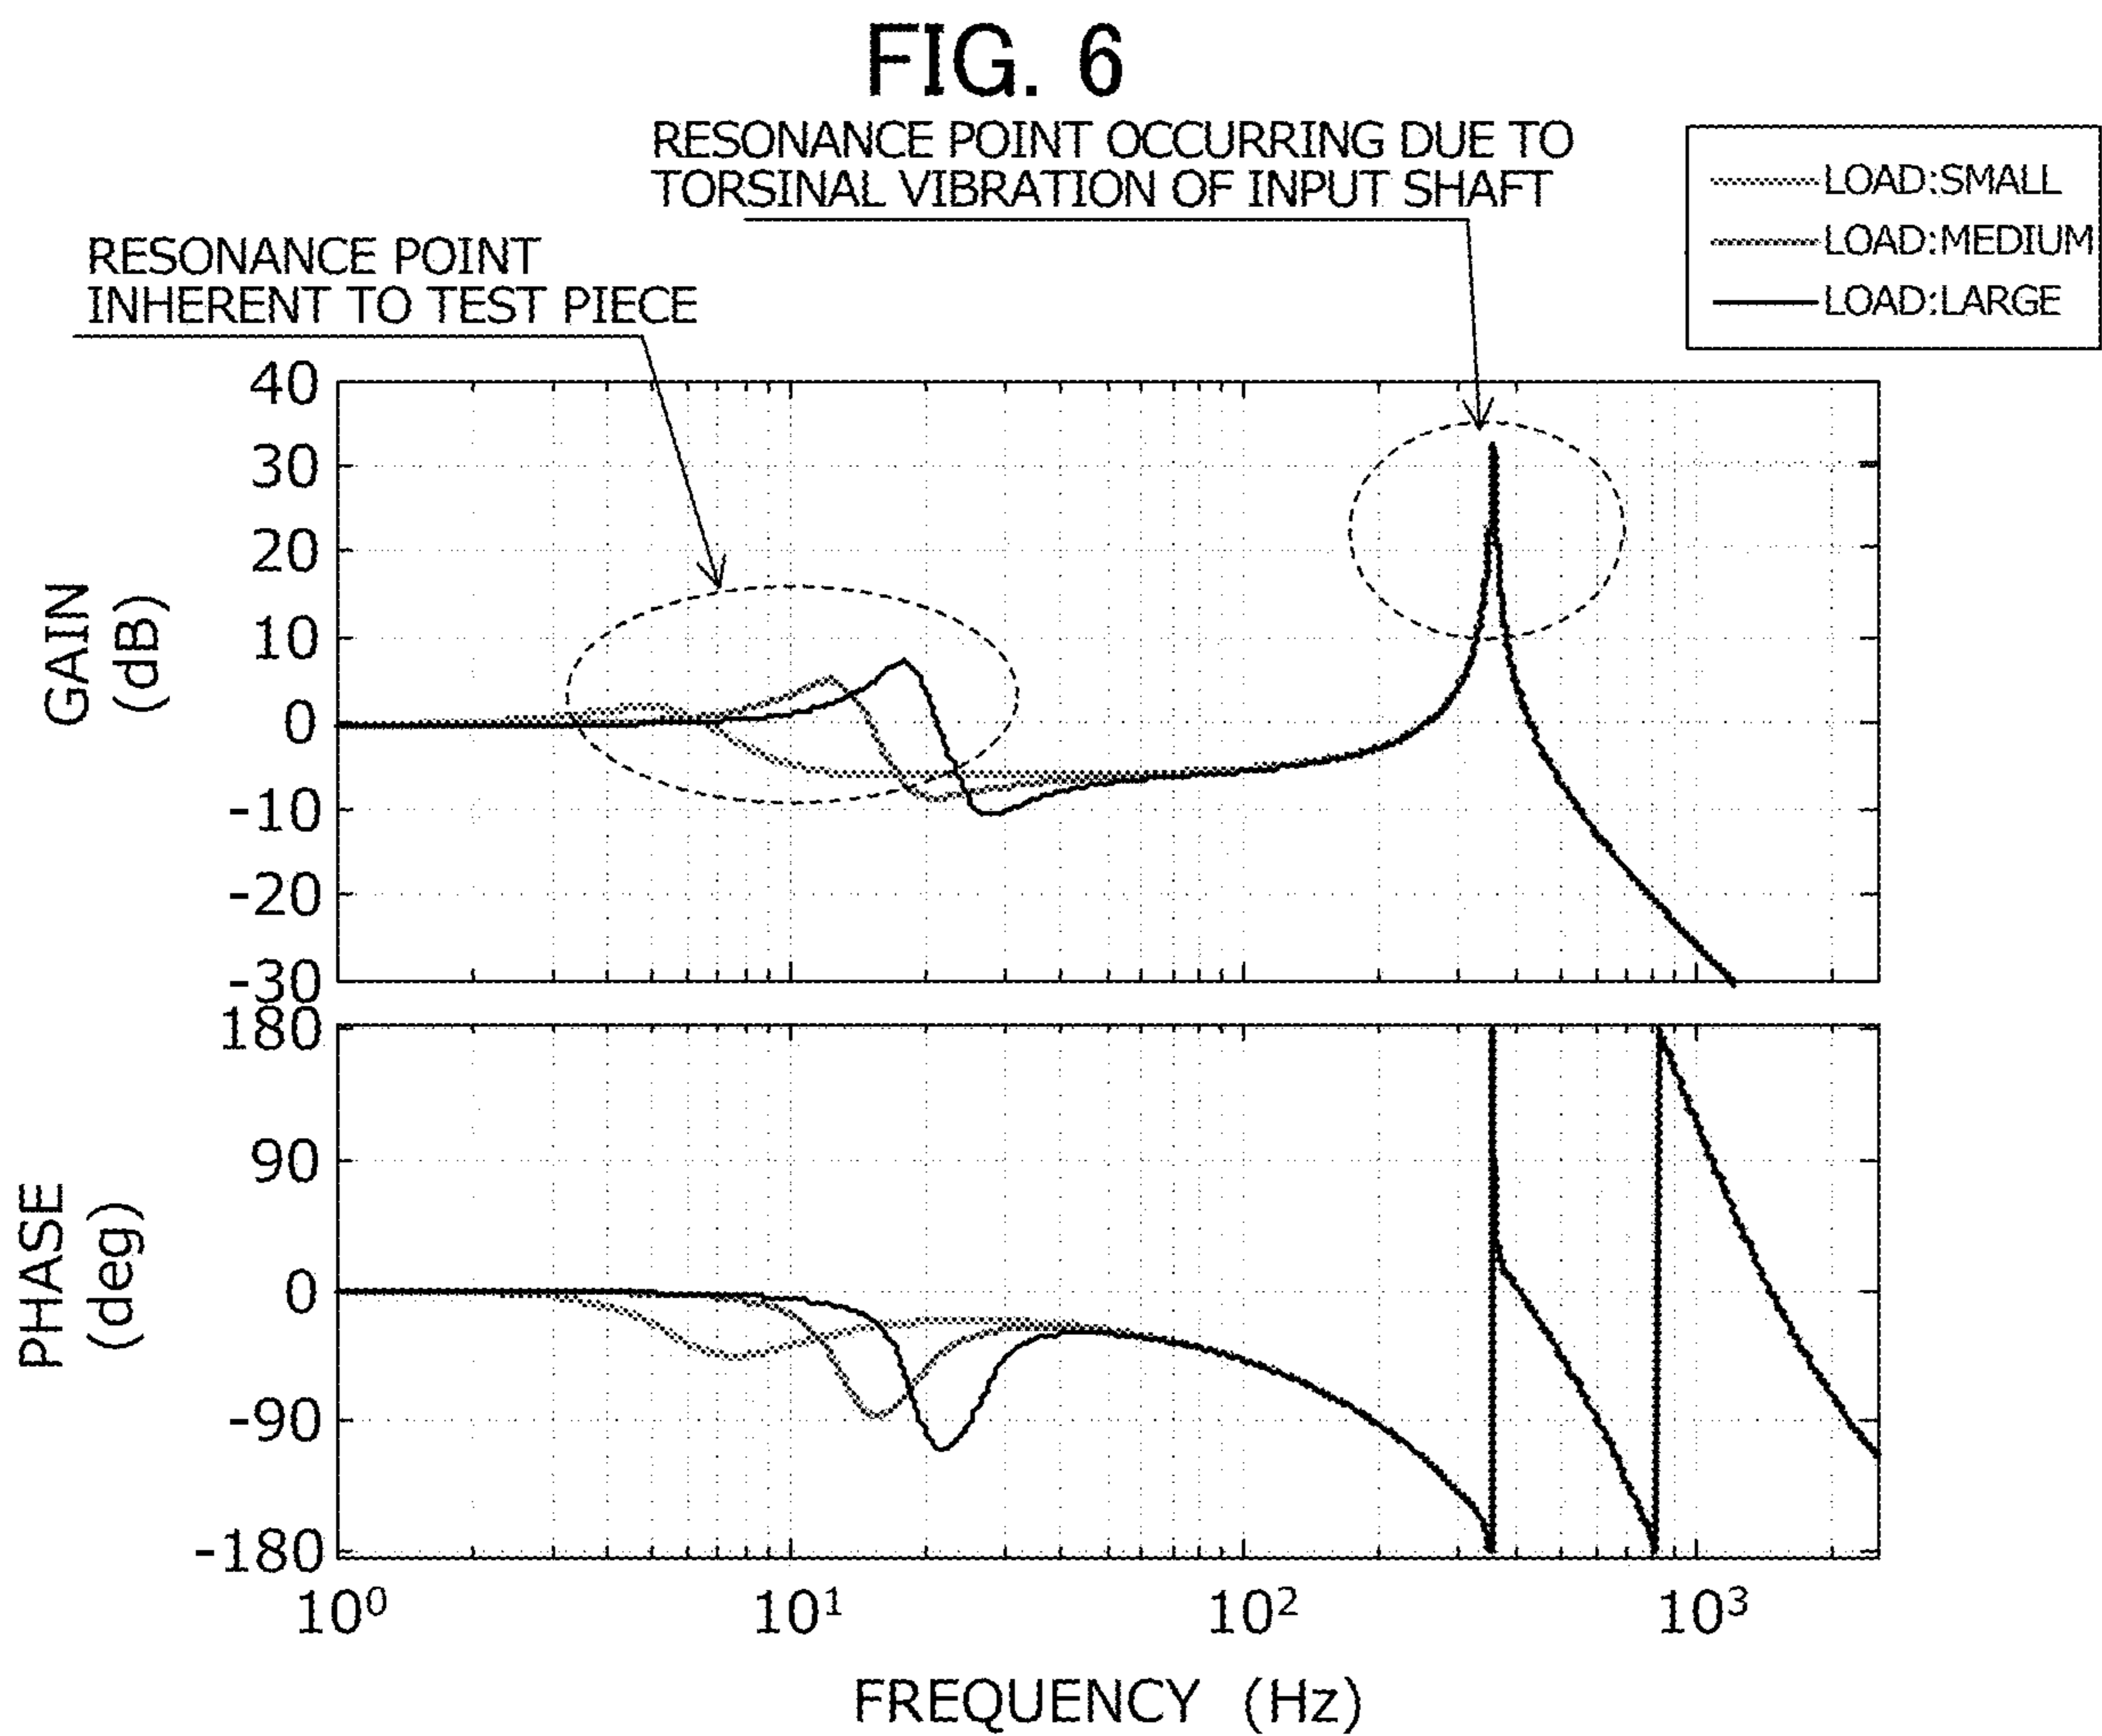 FIG. 6
RESONANCE POINT OCCURRING DUE TO
TORSINAL VIBRATION OF INPUT SHAFT
LOAD:SMALL
LOAD:MEDIUM
LOAD:LARGE
RESONANCE POINT
INHERENT TO TEST PIECE
GAIN
(dB)
40
30
20
10
0
-10
-20
-30
PHASE
(deg)
180
90
0
-90
-180
10⁰ 10¹ 10² 10³
FREQUENCY (Hz)